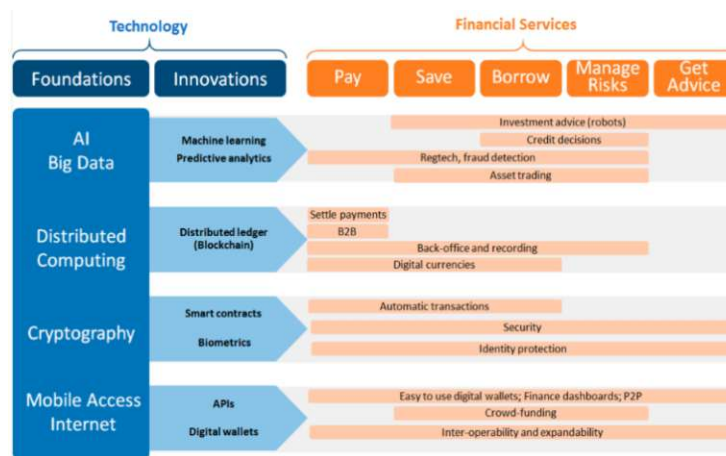 Technology
Financial Services
Foundations
Innovations
Pay
Save
Borrow
Manage
Risks
Get
Advice
AI
Big Data
Machine learning
Predictive analytics
Investment advice (robots)
Credit decisions
Regtech, fraud detection
Asset trading
Distributed
Computing
Distributed ledger
(Blockchain)
Settle payments
B2B
Back-office and recording
Digital currencies
Cryptography
Smart contracts
Biometrics
Automatic transactions
Security
Identity protection
Mobile Access
Internet
APIs
Digital wallets
Easy to use digital wallets; Finance dashboards; P2P
Crowd-funding
Inter-operability and expandability